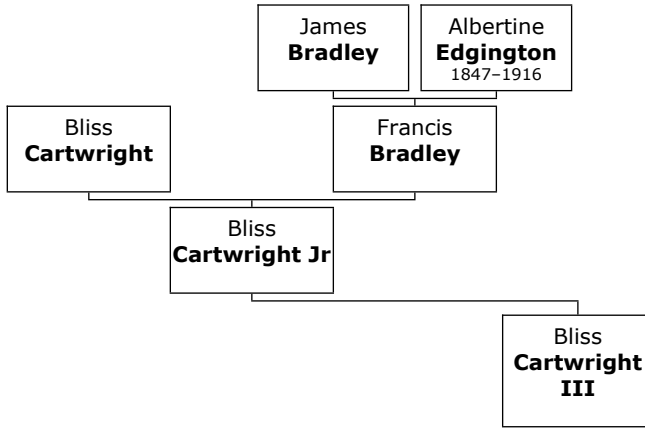 James
Bradley
Albertine
Edgington
1847–1916
Bliss
Cartwright
Francis
Bradley
Bliss
Cartwright Jr
Bliss
Cartwright
III